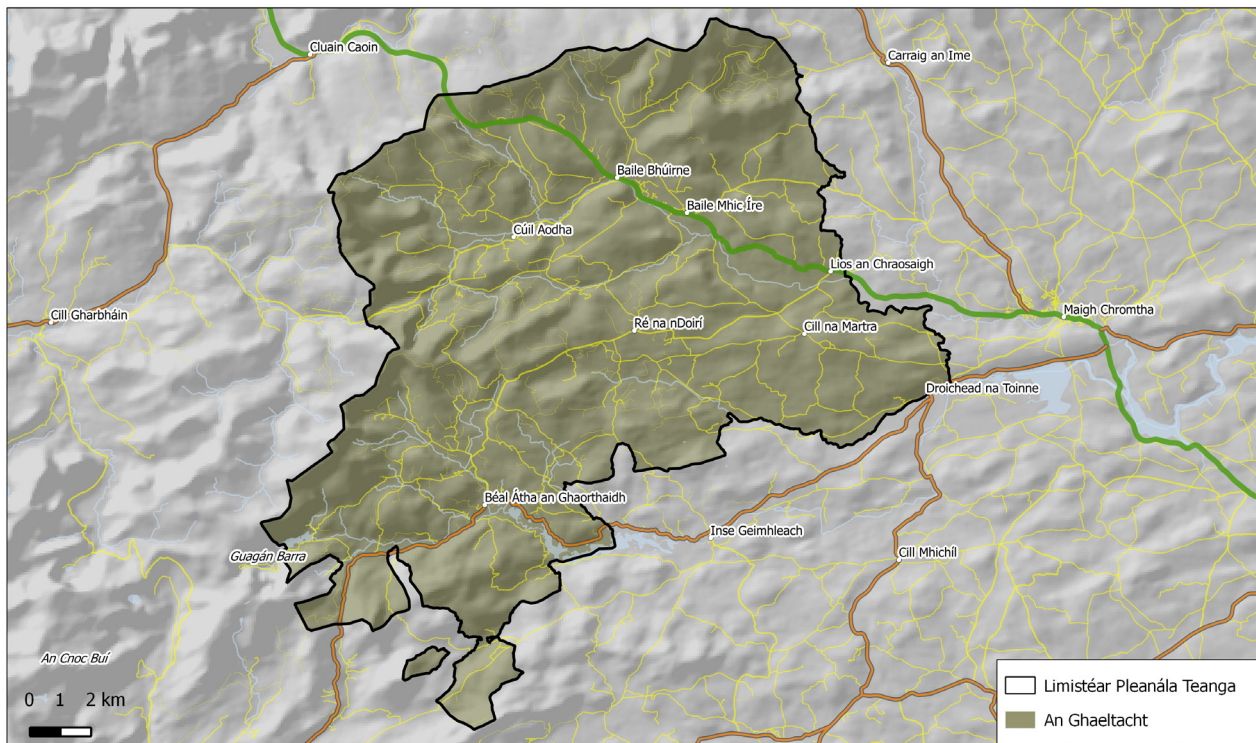 Cluain Caoin
Carraig an Ime
Baile Bhúirne
Baile Mhic Íre
Cúil Aodha
Lios an Chraosaigh
Cill Gharbháin
Maigh Chromtha
Ré na nDoirí
Cill na Martra
Droichead na Toinne
Béal Átha an Ghaorthaidh
Inse Geimhleach
Guagán Barra
Cill Mhichíl
An Cnoc Buí
0 1 2 km
Limistéar Pleanála Teanga
An Ghaeltacht